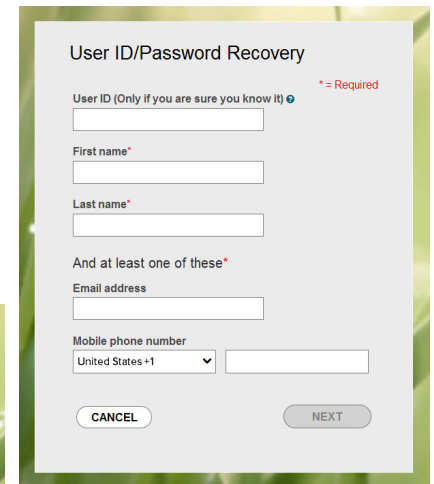 User ID/Password Recovery
* = Required
User ID (Only if you are sure you know it) ?
First name*
Last name*
And at least one of these*
Email address
Mobile phone number
United States +1
CANCEL NEXT